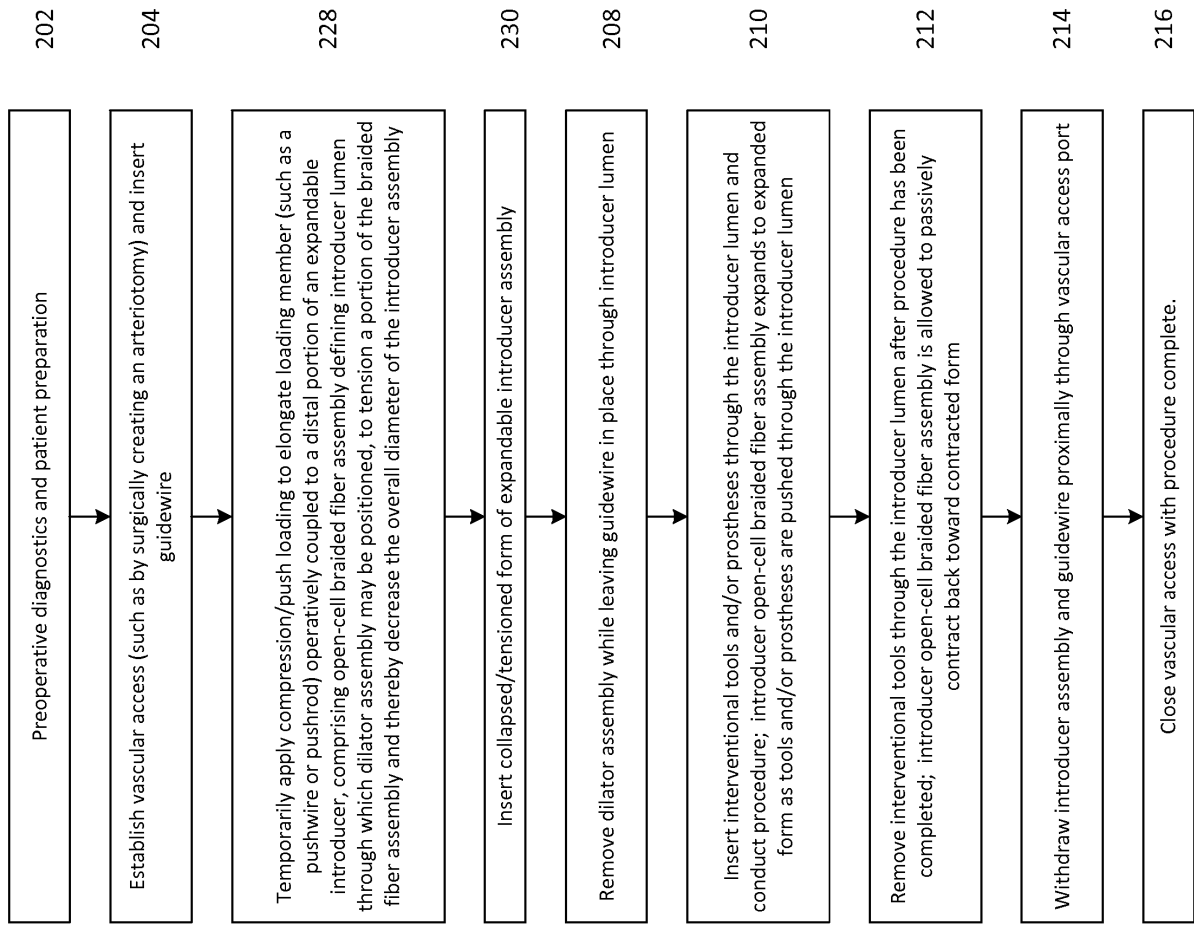 Preoperative diagnostics and patient preparation
202
Establish vascular access (such as by surgically creating an arteriotomy) and insert
guidewire
204
Temporarily apply compression/push loading to elongate loading member (such as a
pushwire or pushrod) operatively coupled to a distal portion of an expandable
introducer, comprising open-cell braided fiber assembly defining introducer lumen
through which dilator assembly may be positioned, to tension a portion of the braided
fiber assembly and thereby decrease the overall diameter of the introducer assembly
228
Insert collapsed/tensioned form of expandable introducer assembly
230
Remove dilator assembly while leaving guidewire in place through introducer lumen
208
Insert interventional tools and/or prostheses through the introducer lumen and
conduct procedure; introducer open-cell braided fiber assembly expands to expanded
form as tools and/or prostheses are pushed through the introducer lumen
210
Remove interventional tools through the introducer lumen after procedure has been
completed; introducer open-cell braided fiber assembly is allowed to passively
contract back toward contracted form
212
Withdraw introducer assembly and guidewire proximally through vascular access port
214
Close vascular access with procedure complete.
216